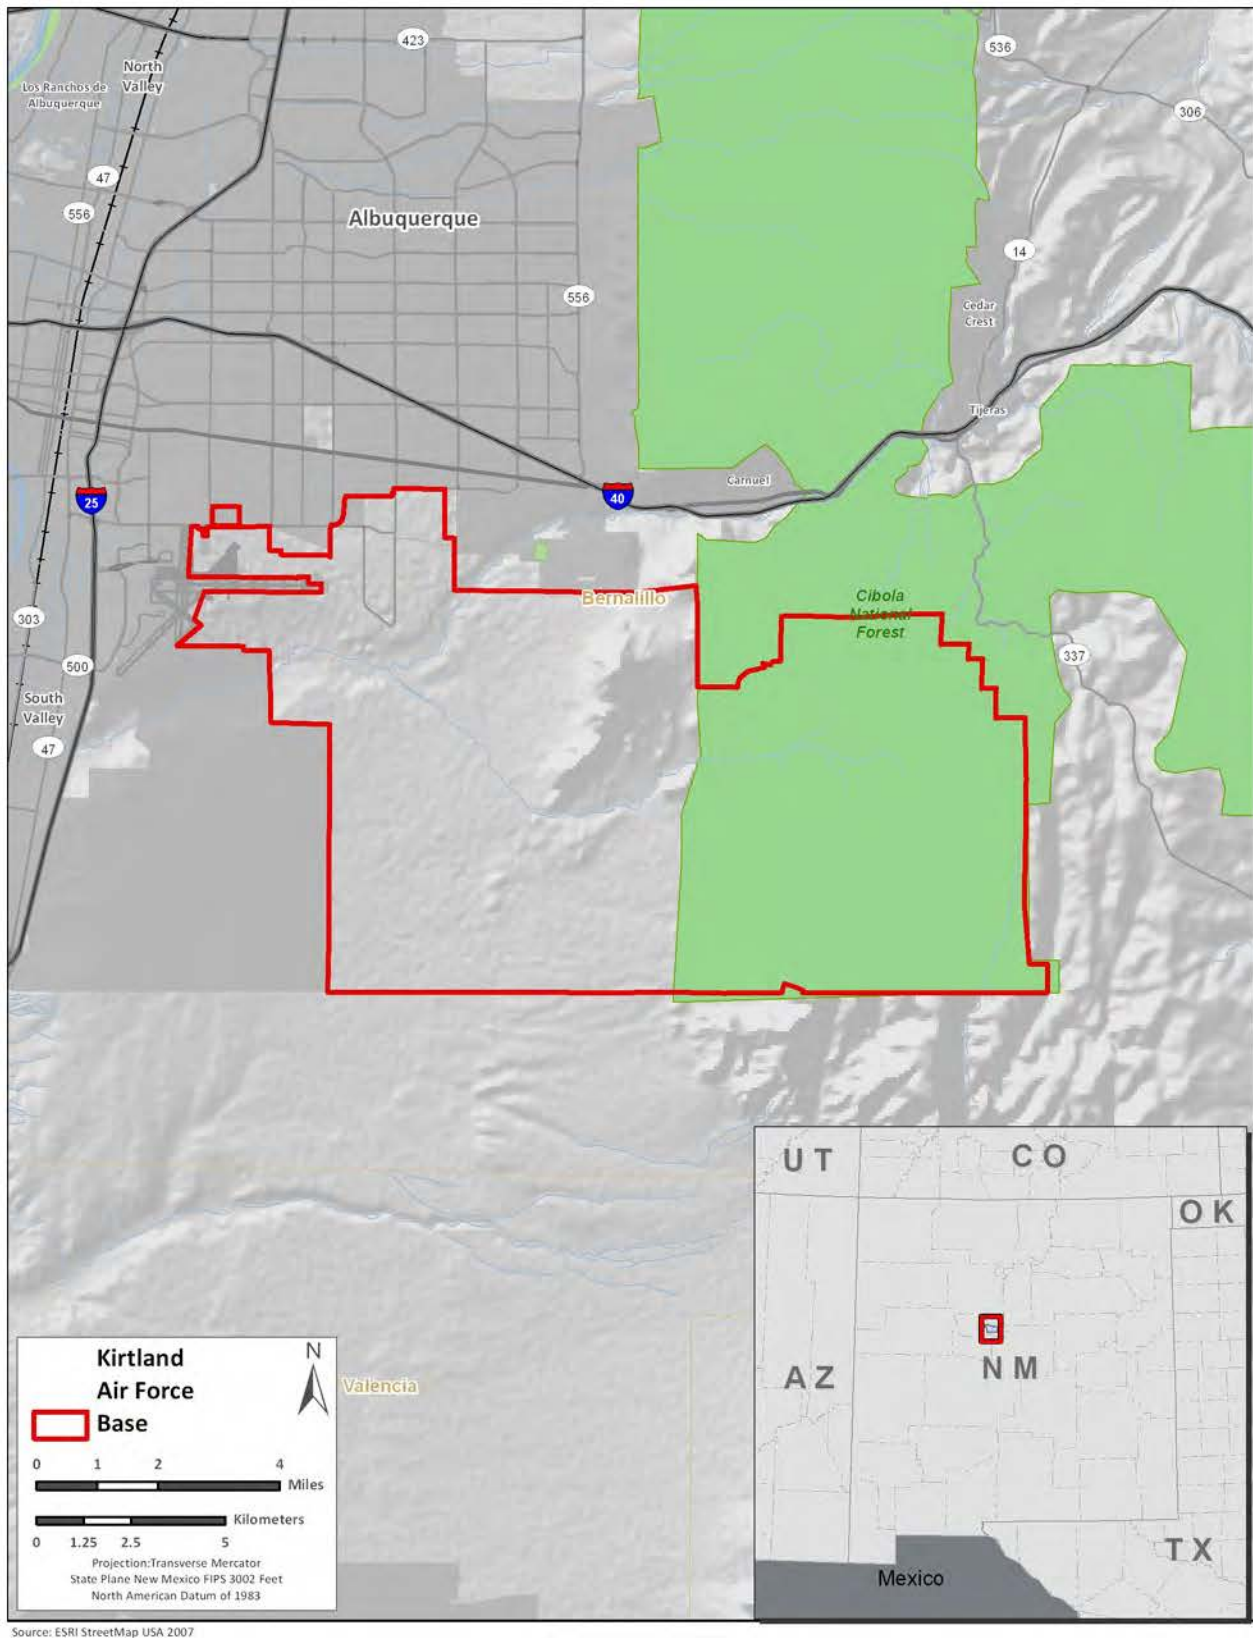 423
536
North
Valley
Los Ranchos de
Albuquerque
306
47
556
Albuquerque
14
556
Cedar
Crest
Tijeras
Carnuel
25
40
Bernalillo
Cibola
National
Forest
303
337
500
South
Valley
47
UT
CO
OK
AZ
NM
TX
Mexico
Valencia
Kirtland
Air Force
Base
N
0 1 2 4
Miles
Kilometers
0 1.25 2.5 5
Projection:Transverse Mercator
State Plane New Mexico FIPS 3002 Feet
North American Datum of 1983
Source: ESRI StreetMap USA 2007